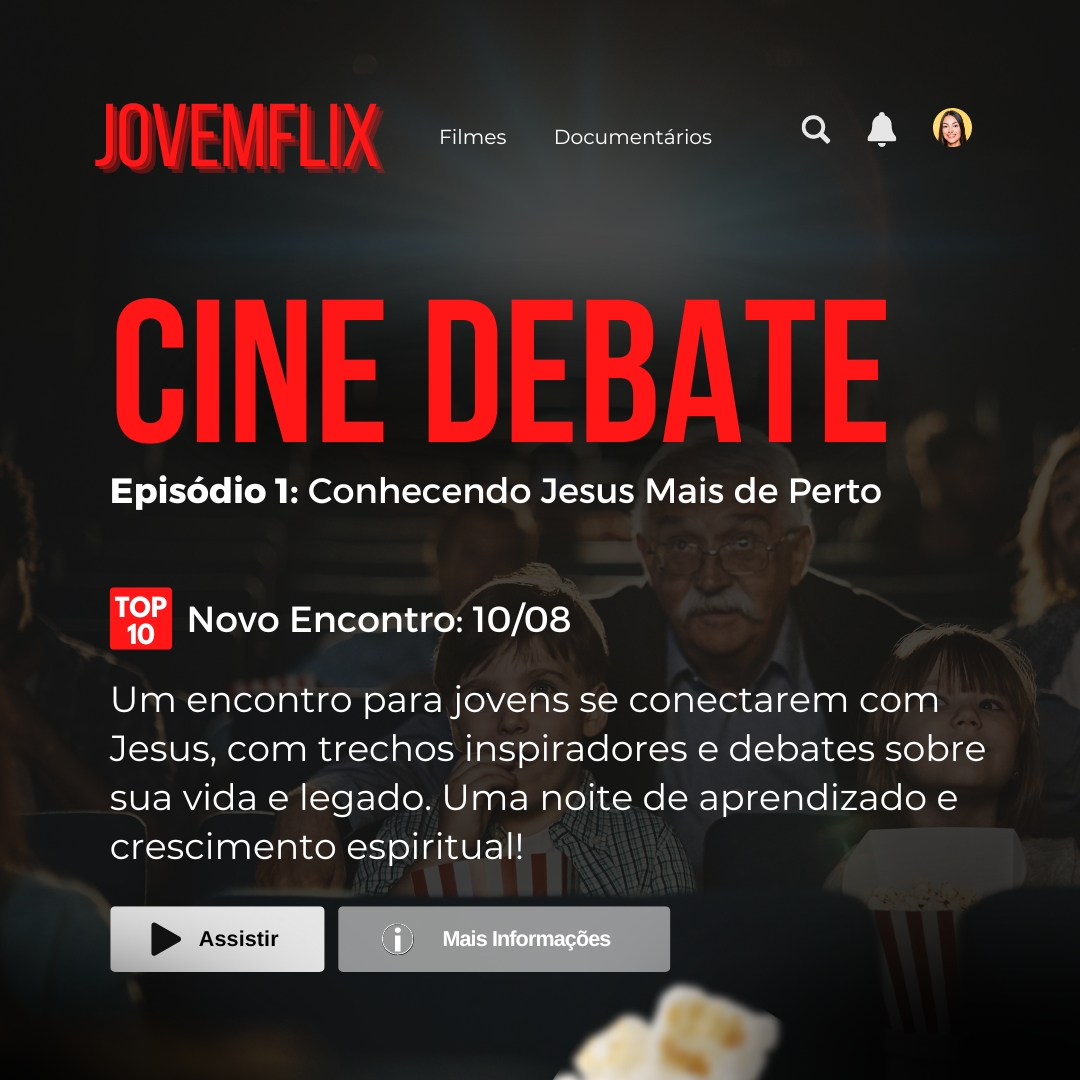 JOVEMFLIX
Filmes
Documentários
CINE DEBATE
Episódio 1: Conhecendo Jesus Mais de Perto
TOP
10
Novo Encontro: 10/08
Um encontro para jovens se conectarem com
Jesus, com trechos inspiradores e debates sobre
sua vida e legado. Uma noite de aprendizado e
crescimento espiritual!
Assistir
Mais Informações